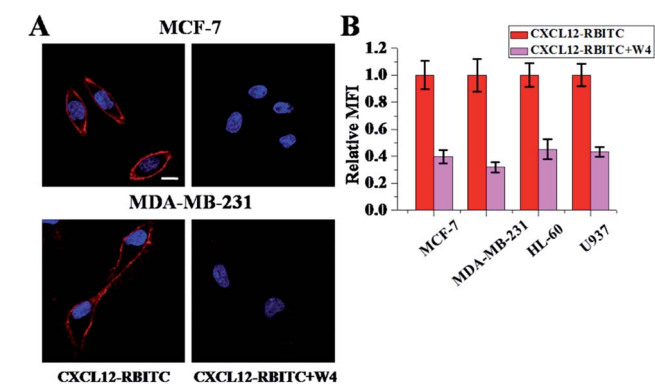 A
MCF-7
MDA-MB-231
CXCL12-RBITC CXCL12-RBITC+W4
B
CXCL12-RBITC
CXCL12-RBITC+W4
Relative MFI
1.2
1.0
0.8
0.6
0.4
0.2
0.0
MCF-7
MDA-MB-231
HL-60
U937